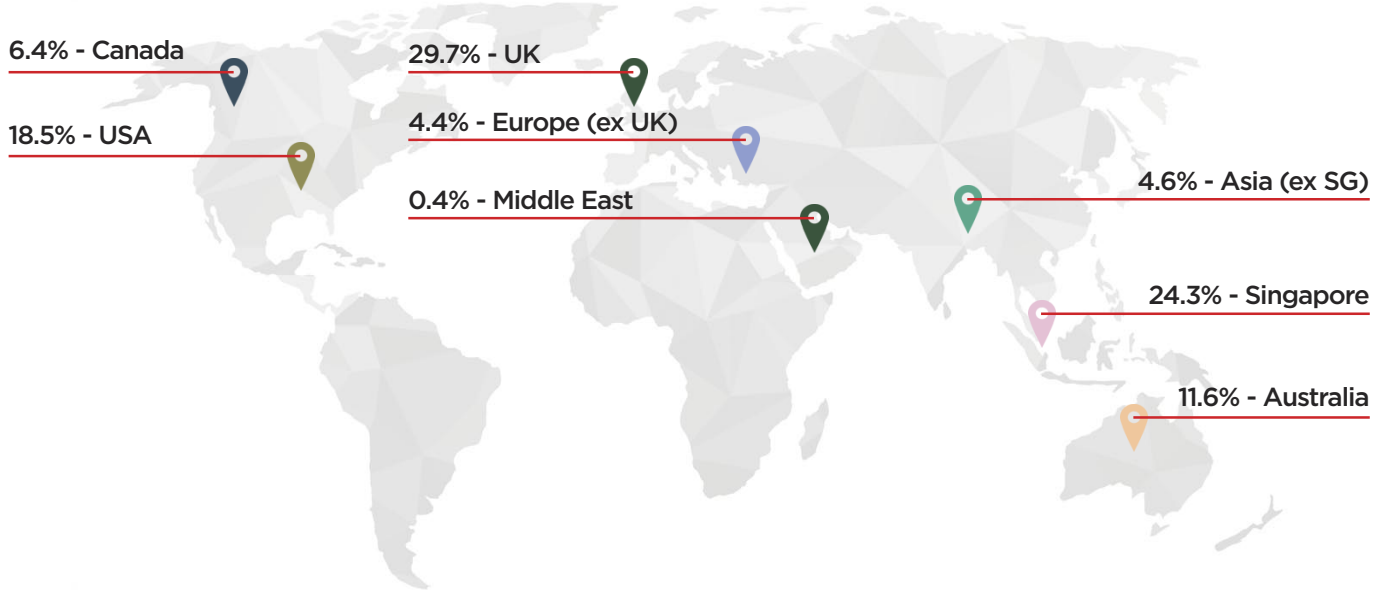 6.4% - Canada
29.7% - UK
18.5% - USA
4.4% - Europe (ex UK)
0.4% - Middle East
4.6% - Asia (ex SG)
24.3% - Singapore
11.6% - Australia